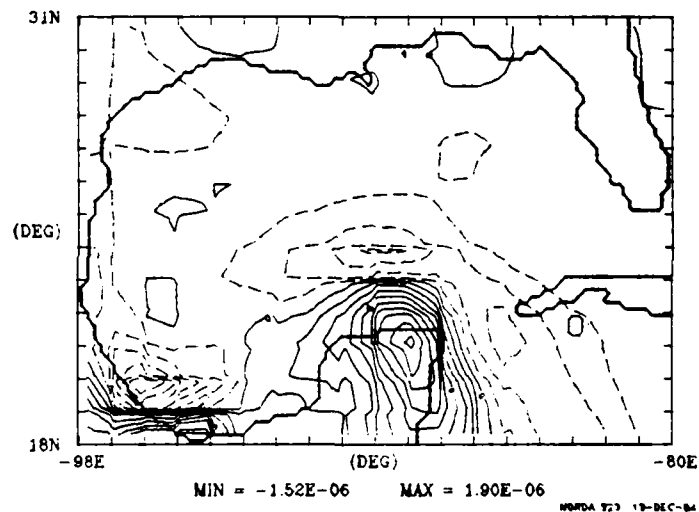 31N
(DEG)
18N
-98E (DEG) -80E
MIN = -1.52E-06 MAX = 1.90E-06